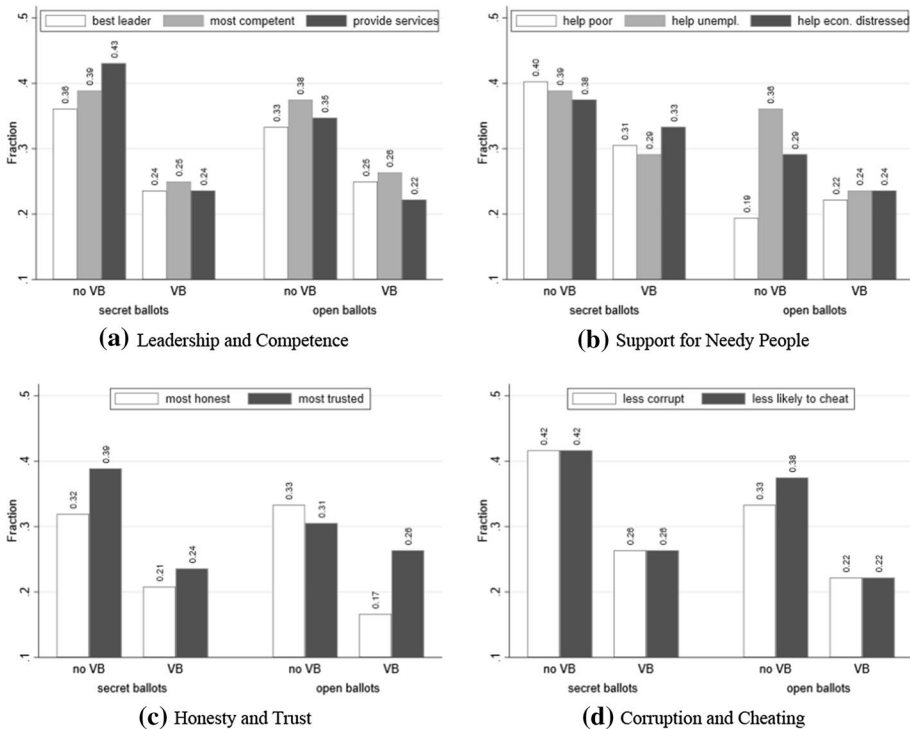 best leader most competent provide services
.5
.4
.3
.2
.1
Fraction
0.36 0.39 0.43
0.24 0.25 0.24
0.33 0.38 0.35
0.25 0.26 0.22
no VB VB no VB VB
secret ballots open ballots
(a) Leadership and Competence
help poor help unempl. help econ. distressed
.5
.4
.3
.2
.1
Fraction
0.40 0.39 0.38
0.31 0.29 0.33
0.19 0.36 0.29
0.22 0.24 0.24
no VB VB no VB VB
secret ballots open ballots
(b) Support for Needy People
most honest most trusted
.5
.4
.3
.2
.1
Fraction
0.32 0.39
0.21 0.24
0.33 0.31
0.17 0.26
no VB VB no VB VB
secret ballots open ballots
(c) Honesty and Trust
less corrupt less likely to cheat
.5
.4
.3
.2
.1
Fraction
0.42 0.42
0.26 0.26
0.33 0.38
0.22 0.22
no VB VB no VB VB
secret ballots open ballots
(d) Corruption and Cheating